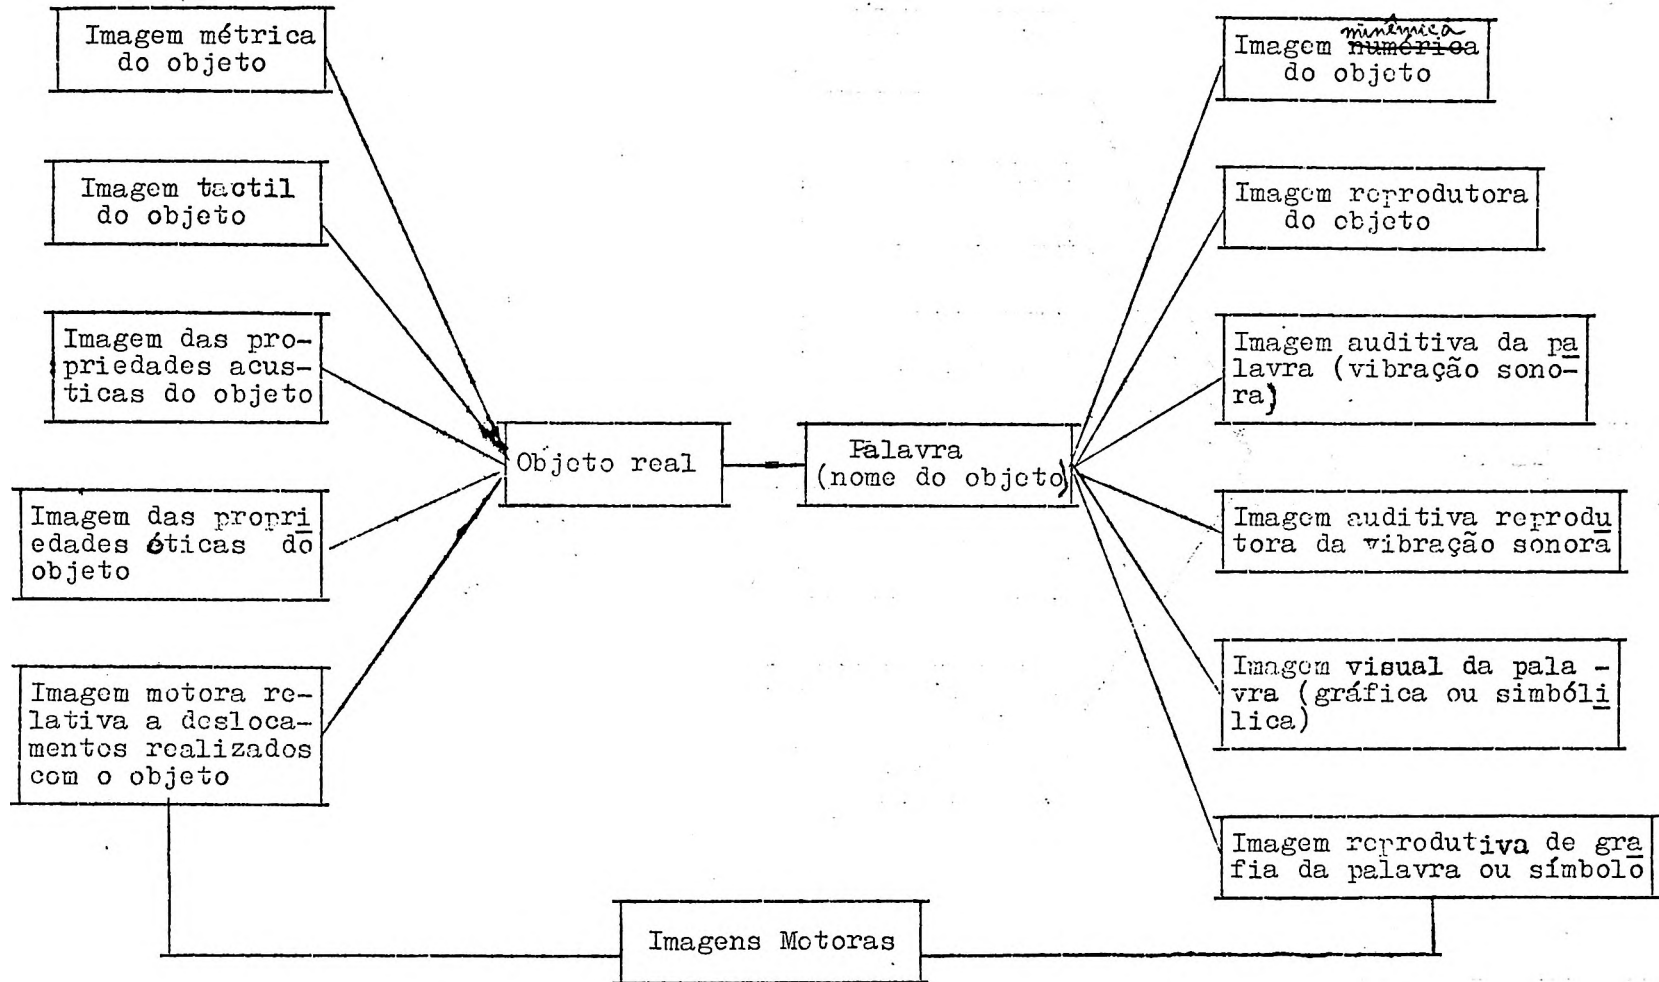 Imagem métrica
do objeto
Imagem tactil
do objeto
Imagem das pro-
priedades acus-
ticas do objeto
Imagem das propri
edades óticas do
objeto
Imagem motora re-
lativa a desloca-
mentos realizados
com o objeto
Objeto real
Palavra
(nome do objeto)
minêmica
Imagem numérica
do objeto
Imagem reprodutora
do objeto
Imagem auditiva da pa
lavra (vibração sono-
ra)
Imagem auditiva reprodu
tora da vibração sonora
Imagem visual da pala -
vra (gráfica ou simbóli
lica)
Imagem reprodutiva de gra
fia da palavra ou símbolo
Imagens Motoras